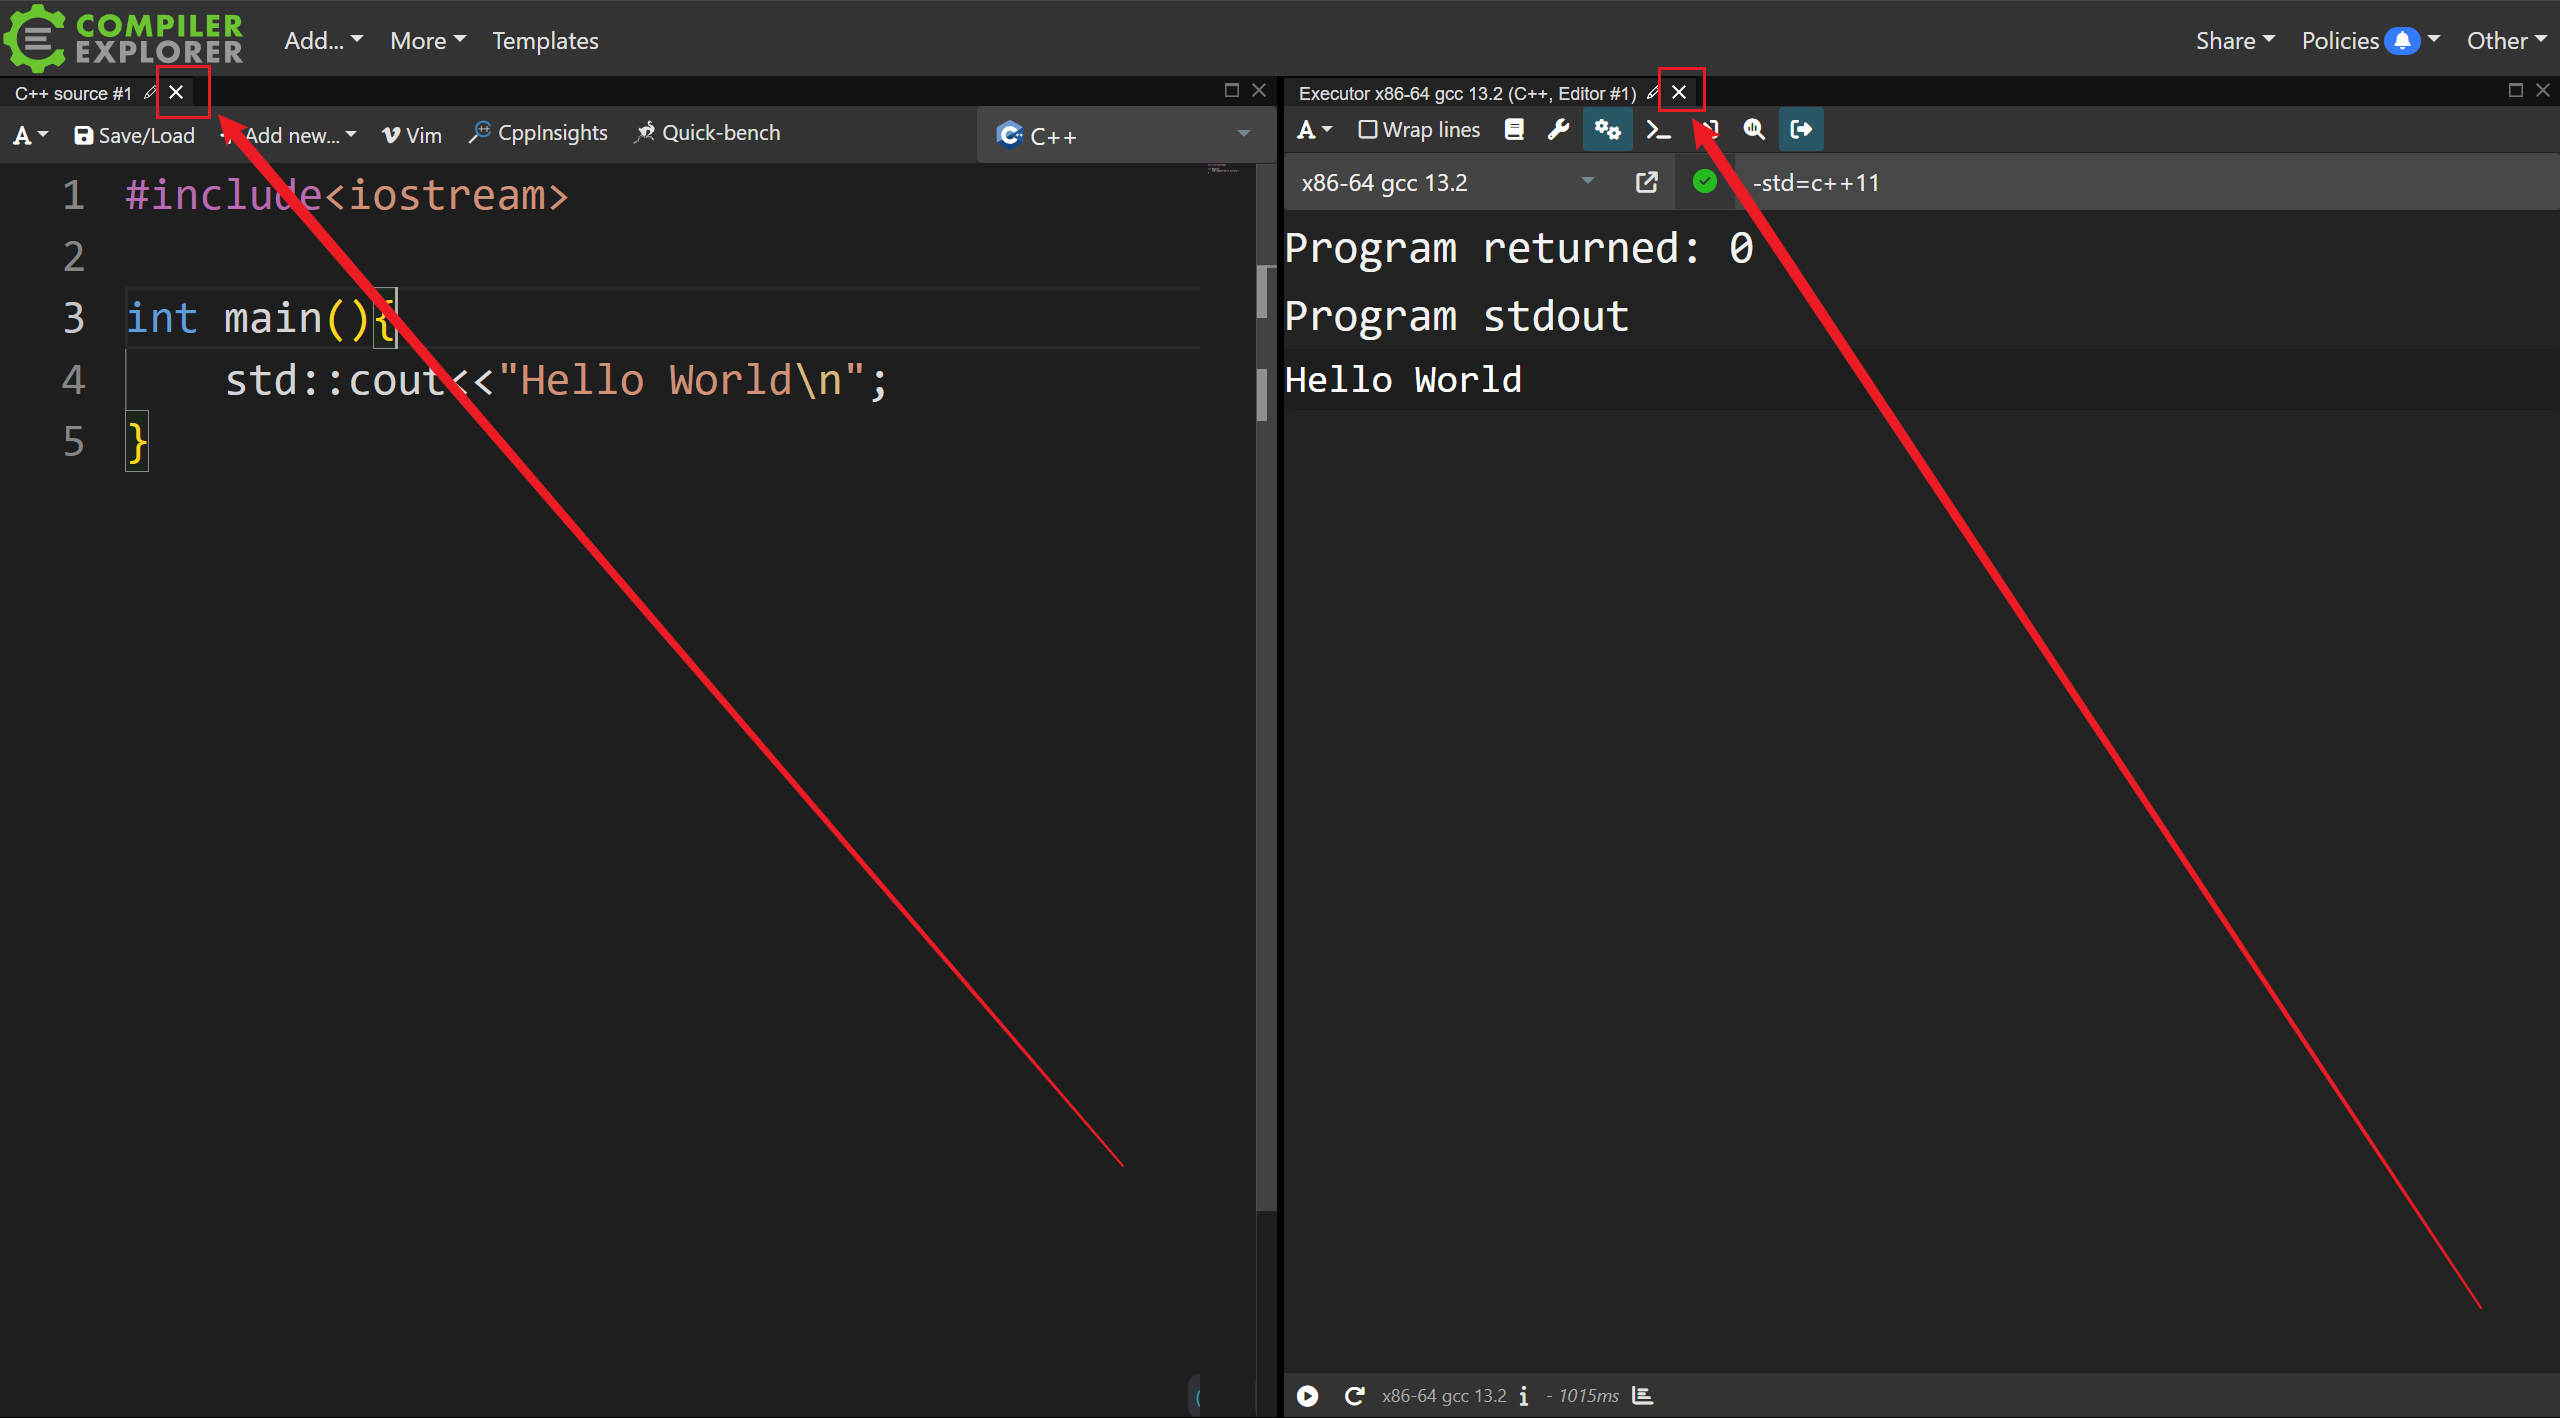 COMPILER EXPLORER Add... More Templates Share Policies Other
C++ source #1
A Save/Load Add new... Vim CppInsights Quick-bench C++
1 #include<iostream>
2
3 int main(){
4 std::cout<<"Hello World\n";
5 }
Executor x86-64 gcc 13.2 (C++, Editor #1)
A Wrap lines
x86-64 gcc 13.2 -std=c++11
Program returned: 0
Program stdout
Hello World
x86-64 gcc 13.2 i - 1015ms